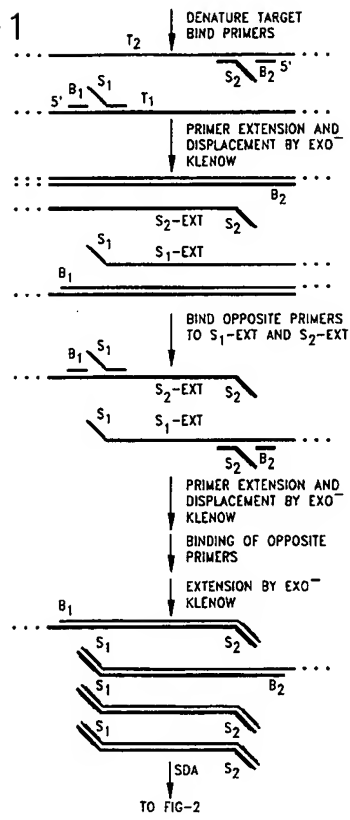 1
DENATURE TARGET
BIND PRIMERS
T2
S2 B2 5'
5' B1 S1 T1
PRIMER EXTENSION AND
DISPLACEMENT BY EXO⁻
KLENOW
B2
S2-EXT S2
S1 S1-EXT
B1
BIND OPPOSITE PRIMERS
TO S1-EXT AND S2-EXT
B1 S1
S2-EXT S2
S1 S1-EXT
S2 B2
PRIMER EXTENSION AND
DISPLACEMENT BY EXO⁻
KLENOW
BINDING OF OPPOSITE
PRIMERS
EXTENSION BY EXO⁻
KLENOW
B1
S1 S2
B2
S1 S2
S1 S2
SDA
TO FIG-2